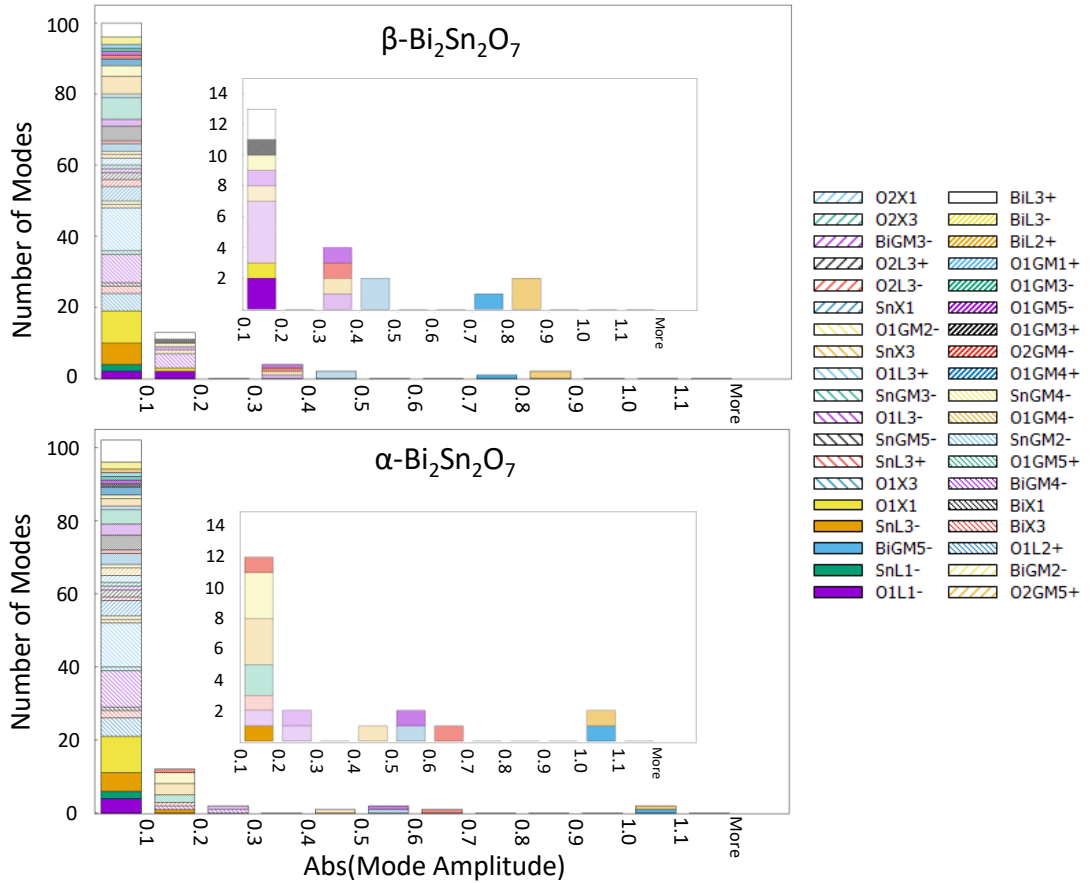 β-Bi₂Sn₂O₇
Number of Modes
100
80
60
40
20
0
14
12
10
8
6
4
2
0.1
0.2
0.3
0.4
0.5
0.6
0.7
0.8
0.9
1.0
1.1
More
0.1
0.2
0.3
0.4
0.5
0.6
0.7
0.8
0.9
1.0
1.1
More
α-Bi₂Sn₂O₇
Number of Modes
100
80
60
40
20
0
14
12
10
8
6
4
2
0.1
0.2
0.3
0.4
0.5
0.6
0.7
0.8
0.9
1.0
1.1
More
0.1
0.2
0.3
0.4
0.5
0.6
0.7
0.8
0.9
1.0
1.1
More
Abs(Mode Amplitude)
O2X1
O2X3
BiGM3-
O2L3+
O2L3-
SnX1
O1GM2-
SnX3
O1L3+
SnGM3-
O1L3-
SnGM5-
SnL3+
O1X3
O1X1
SnL3-
BiGM5-
SnL1-
O1L1-
BiL3+
BiL3-
BiL2+
O1GM1+
O1GM3-
O1GM5-
O1GM3+
O2GM4-
O1GM4+
SnGM4-
O1GM4-
SnGM2-
O1GM5+
BiGM4-
BiX1
BiX3
O1L2+
BiGM2-
O2GM5+